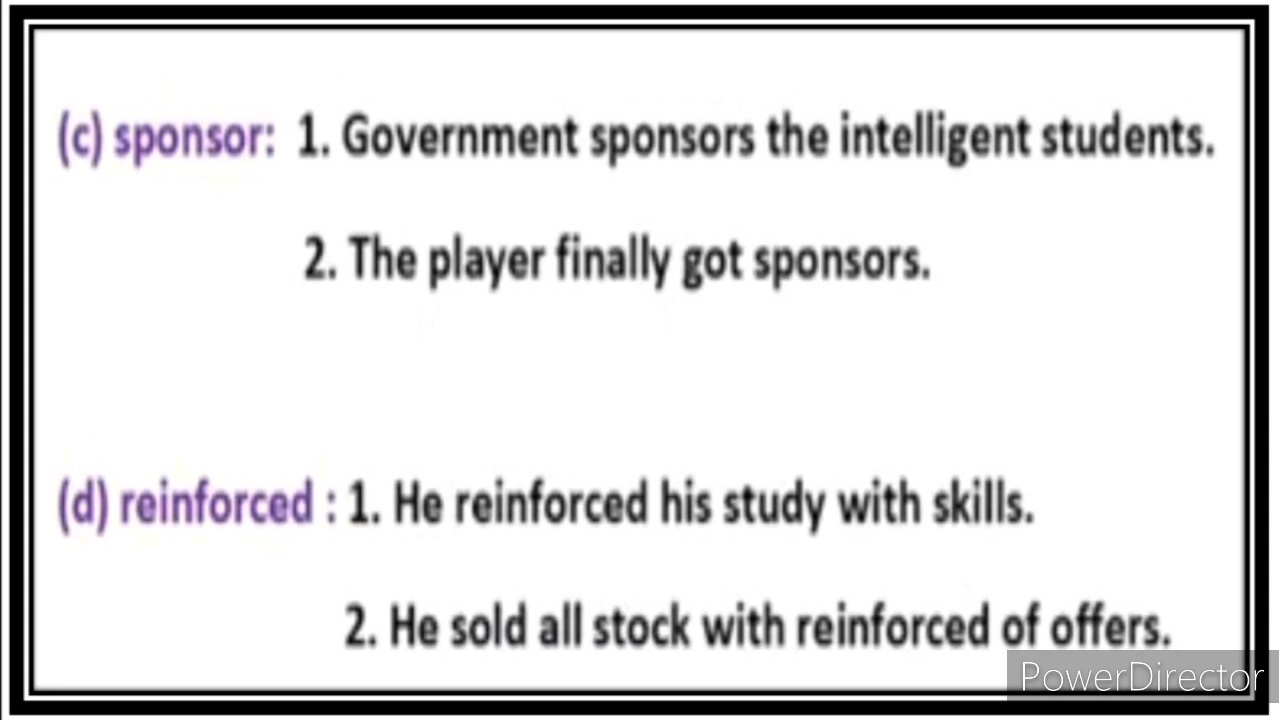 (c) sponsor: 1. Government sponsors the intelligent students.
2. The player finally got sponsors.
(d) reinforced : 1. He reinforced his study with skills.
2. He sold all stock with reinforced of offers.
PowerDirector